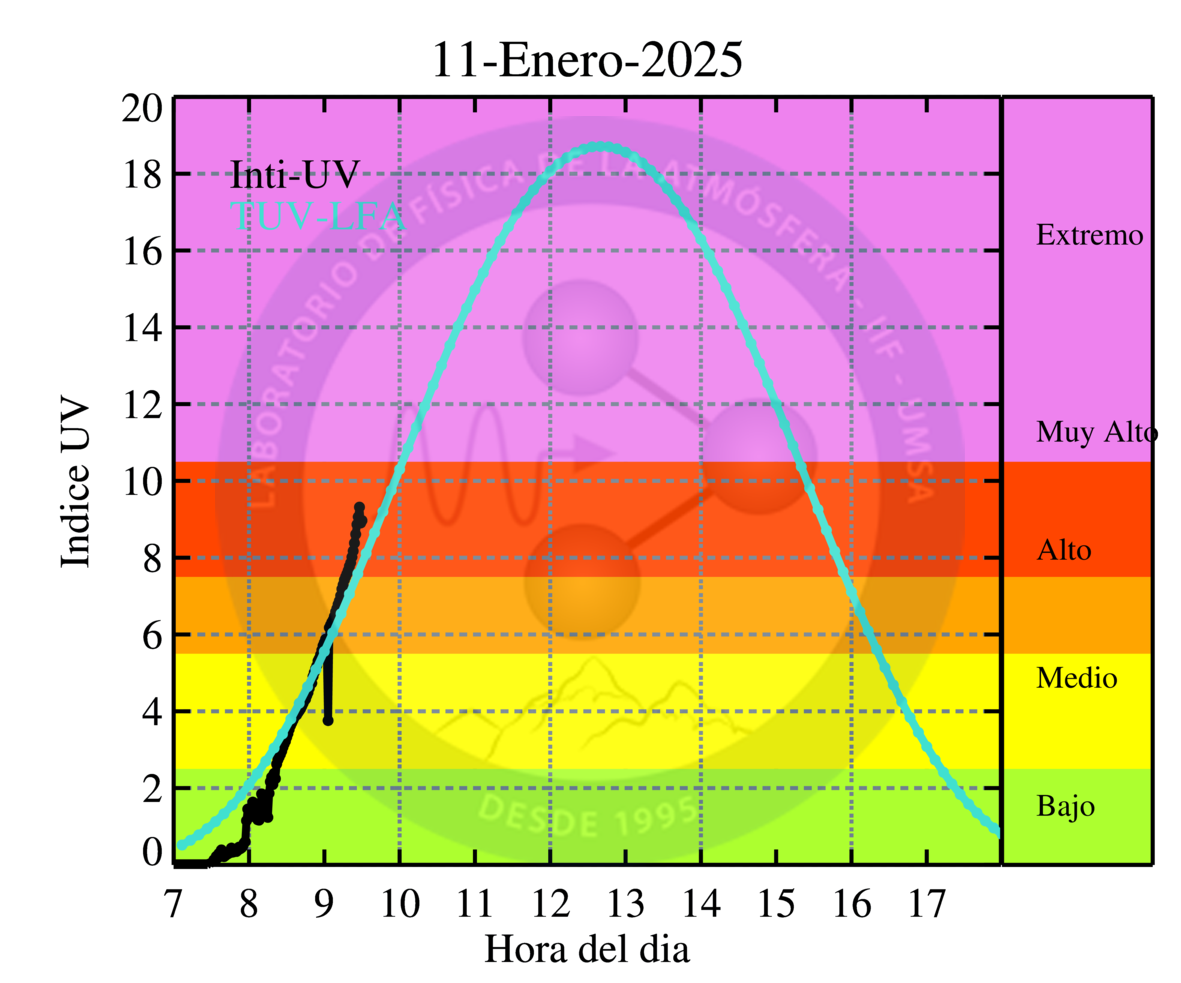 11-Enero-2025
Inti-UV
TUV-LFA
Indice UV
20
18
16
14
12
10
8
6
4
2
0
7 8 9 10 11 12 13 14 15 16 17
Hora del dia
Extremo
Muy Alto
Alto
Medio
Bajo
LABORATORIO DE FÍSICA DE LA ATMÓSFERA - IIF - UMSA
DESDE 1995